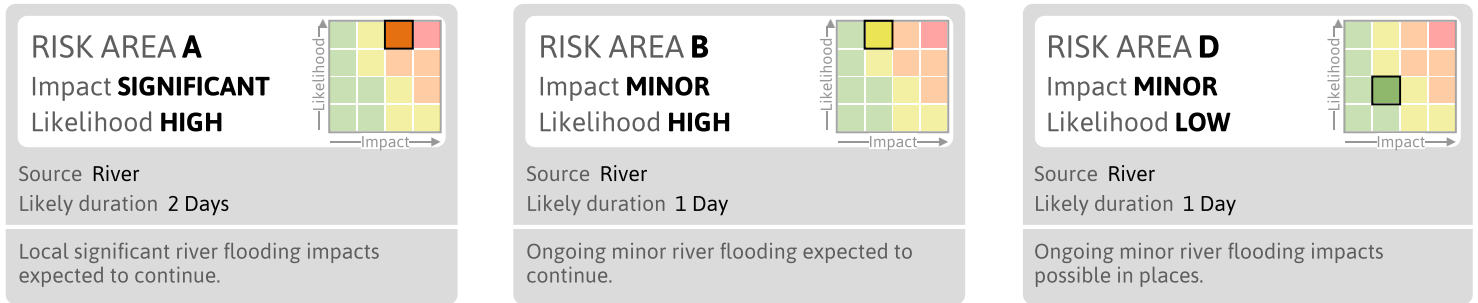 RISK AREA A
Impact SIGNIFICANT
Likelihood HIGH
Likelihood
Impact
Source River
Likely duration 2 Days
Local significant river flooding impacts
expected to continue.
RISK AREA B
Impact MINOR
Likelihood HIGH
Likelihood
Impact
Source River
Likely duration 1 Day
Ongoing minor river flooding expected to
continue.
RISK AREA D
Impact MINOR
Likelihood LOW
Likelihood
Impact
Source River
Likely duration 1 Day
Ongoing minor river flooding impacts
possible in places.